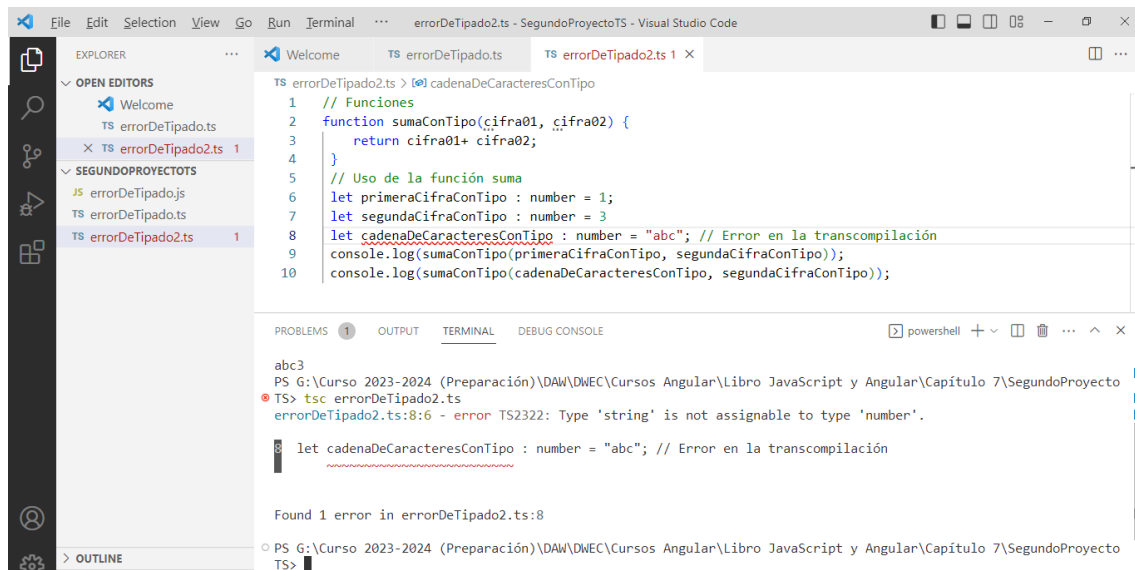 File Edit Selection View Go Run Terminal ··· errorDeTipado2.ts - SegundoProyectoTS - Visual Studio Code
EXPLORER ···
OPEN EDITORS
Welcome
TS errorDeTipado.ts
TS errorDeTipado2.ts 1
SEGUNDOPROYECTOTS
JS errorDeTipado.js
TS errorDeTipado.ts
TS errorDeTipado2.ts 1
OUTLINE
Welcome TS errorDeTipado.ts TS errorDeTipado2.ts 1
TS errorDeTipado2.ts > cadenaDeCaracteresConTipo
1 // Funciones
2 function sumaConTipo(cifra01, cifra02) {
3 return cifra01+ cifra02;
4 }
5 // Uso de la función suma
6 let primeraCifraConTipo : number = 1;
7 let segundaCifraConTipo : number = 3
8 let cadenaDeCaracteresConTipo : number = "abc"; // Error en la transcompilación
9 console.log(sumaConTipo(primeraCifraConTipo, segundaCifraConTipo));
10 console.log(sumaConTipo(cadenaDeCaracteresConTipo, segundaCifraConTipo));
PROBLEMS 1 OUTPUT TERMINAL DEBUG CONSOLE powershell
abc3
PS G:\Curso 2023-2024 (Preparación)\DAW\DWEC\Cursos Angular\Libro JavaScript y Angular\Capítulo 7\SegundoProyecto
TS> tsc errorDeTipado2.ts
errorDeTipado2.ts:8:6 - error TS2322: Type 'string' is not assignable to type 'number'.
8 let cadenaDeCaracteresConTipo : number = "abc"; // Error en la transcompilación
~~~~~~~~~~~~~~~~~~~~~~~~~
Found 1 error in errorDeTipado2.ts:8
PS G:\Curso 2023-2024 (Preparación)\DAW\DWEC\Cursos Angular\Libro JavaScript y Angular\Capítulo 7\SegundoProyecto
TS>